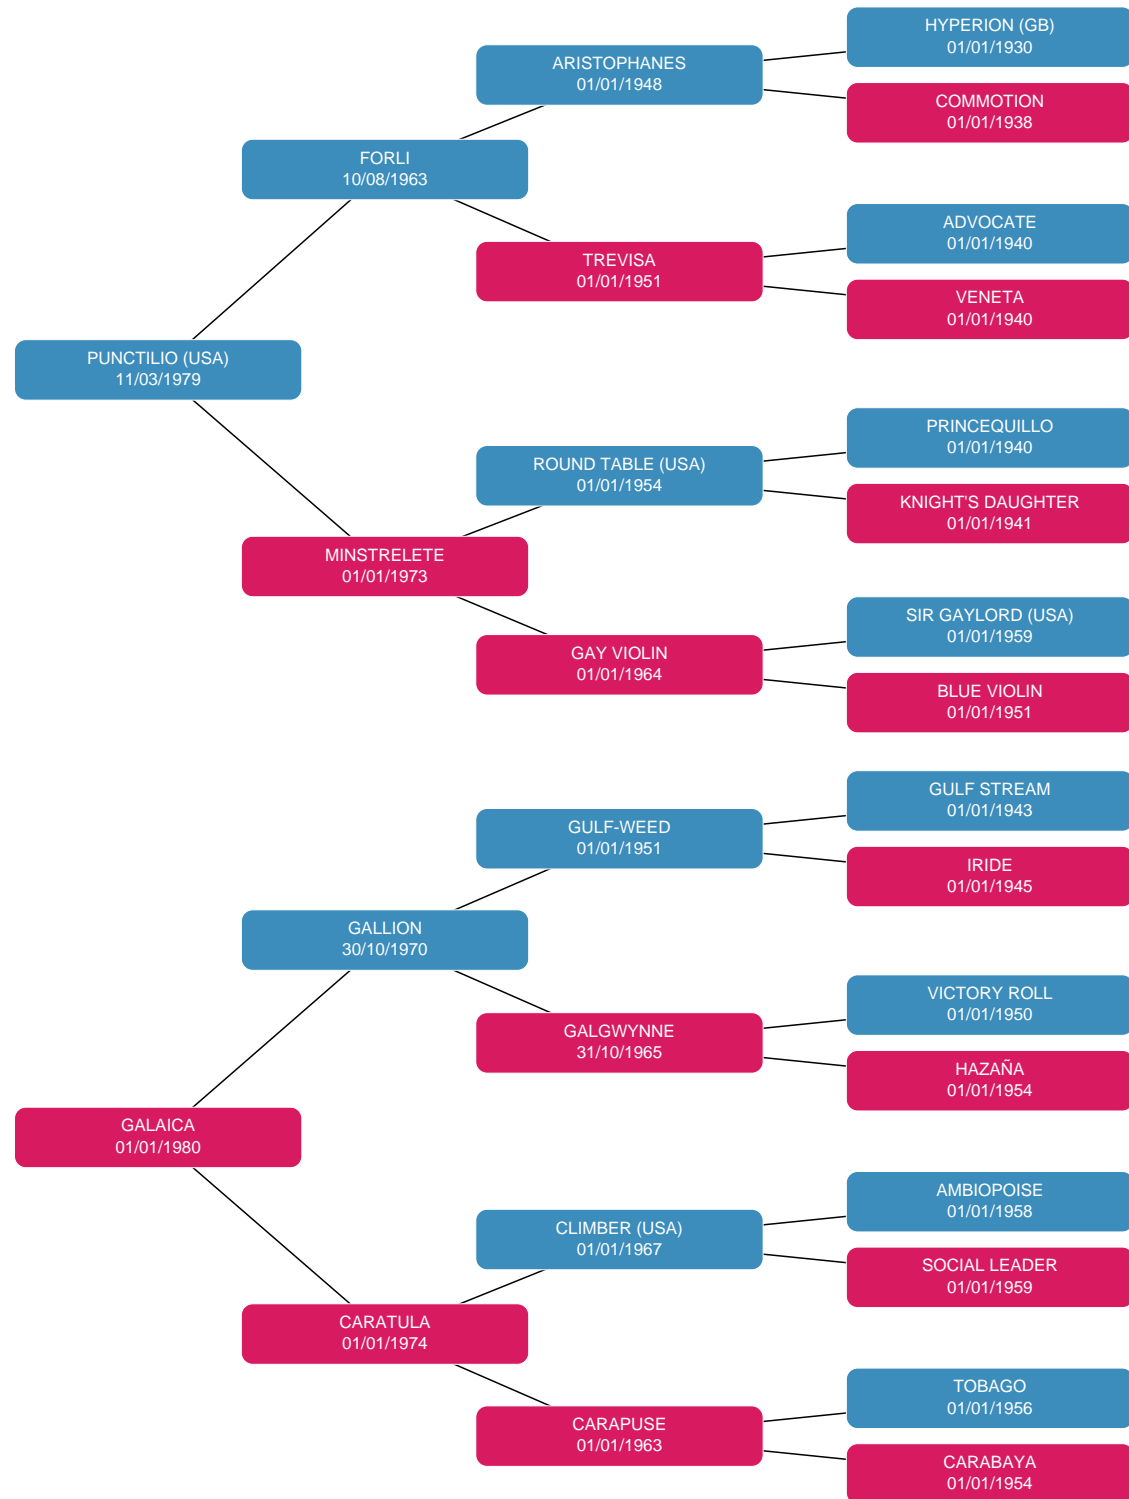 HYPERION (GB)
01/01/1930
ARISTOPHANES
01/01/1948
COMMOTION
01/01/1938
FORLI
10/08/1963
ADVOCATE
01/01/1940
TREVISA
01/01/1951
VENETA
01/01/1940
PUNCTILIO (USA)
11/03/1979
PRINCEQUILLO
01/01/1940
ROUND TABLE (USA)
01/01/1954
KNIGHT'S DAUGHTER
01/01/1941
MINSTRELETE
01/01/1973
SIR GAYLORD (USA)
01/01/1959
GAY VIOLIN
01/01/1964
BLUE VIOLIN
01/01/1951
GULF STREAM
01/01/1943
GULF-WEED
01/01/1951
IRIDE
01/01/1945
GALLION
30/10/1970
VICTORY ROLL
01/01/1950
GALGWYNNE
31/10/1965
HAZAÑA
01/01/1954
GALAICA
01/01/1980
AMBIOPOISE
01/01/1958
CLIMBER (USA)
01/01/1967
SOCIAL LEADER
01/01/1959
CARATULA
01/01/1974
TOBAGO
01/01/1956
CARAPUSE
01/01/1963
CARABAYA
01/01/1954